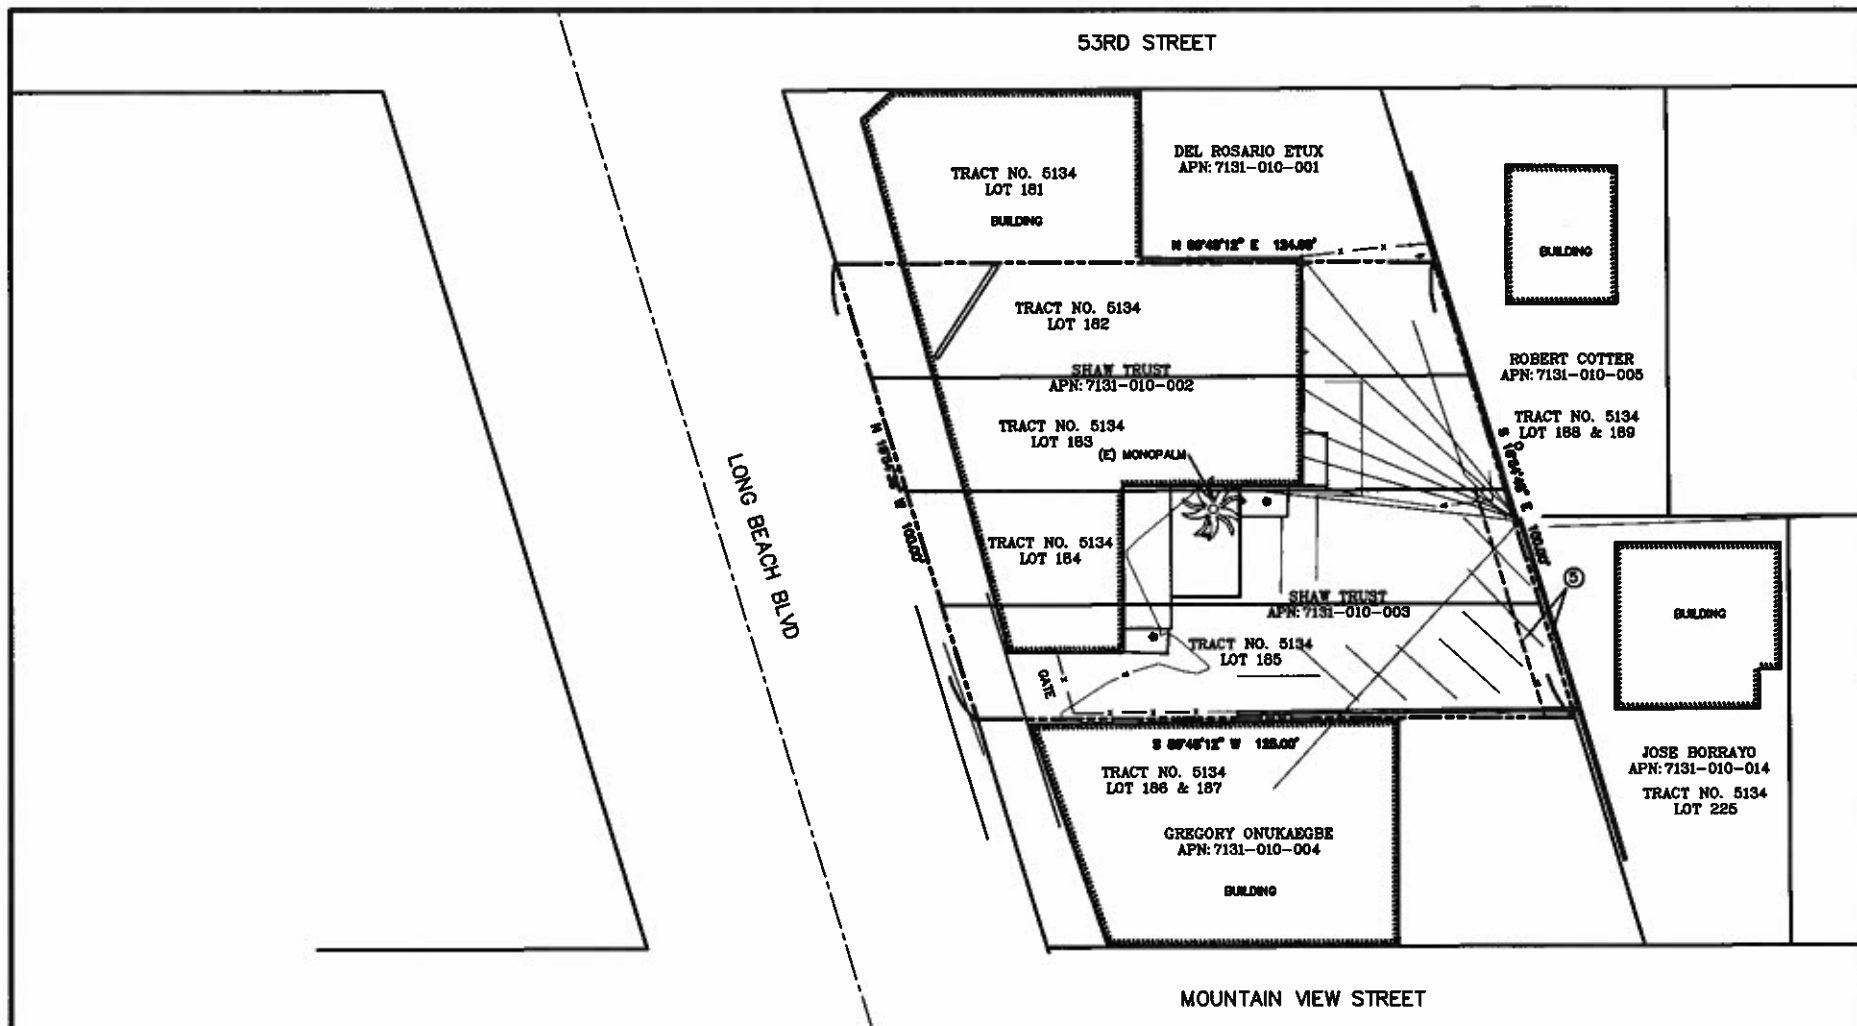 53RD STREET
DEL ROSARIO ETUX
APN: 7131-010-001
TRACT NO. 5134
LOT 181
BUILDING
BUILDING
TRACT NO. 5134
LOT 182
SHAW TRUST
APN: 7131-010-002
ROBERT COTTER
APN: 7131-010-005
TRACT NO. 5134
LOT 188 & 189
TRACT NO. 5134
LOT 183
(E) MONOPALM
LONG BEACH BLVD
TRACT NO. 5134
LOT 184
5
SHAW TRUST
APN: 7131-010-003
BUILDING
TRACT NO. 5134
LOT 185
GATE
TRACT NO. 5134
LOT 186 & 187
JOSE BORRAYO
APN: 7131-010-014
TRACT NO. 5134
LOT 225
GREGORY ONUKAEGBE
APN: 7131-010-004
BUILDING
MOUNTAIN VIEW STREET